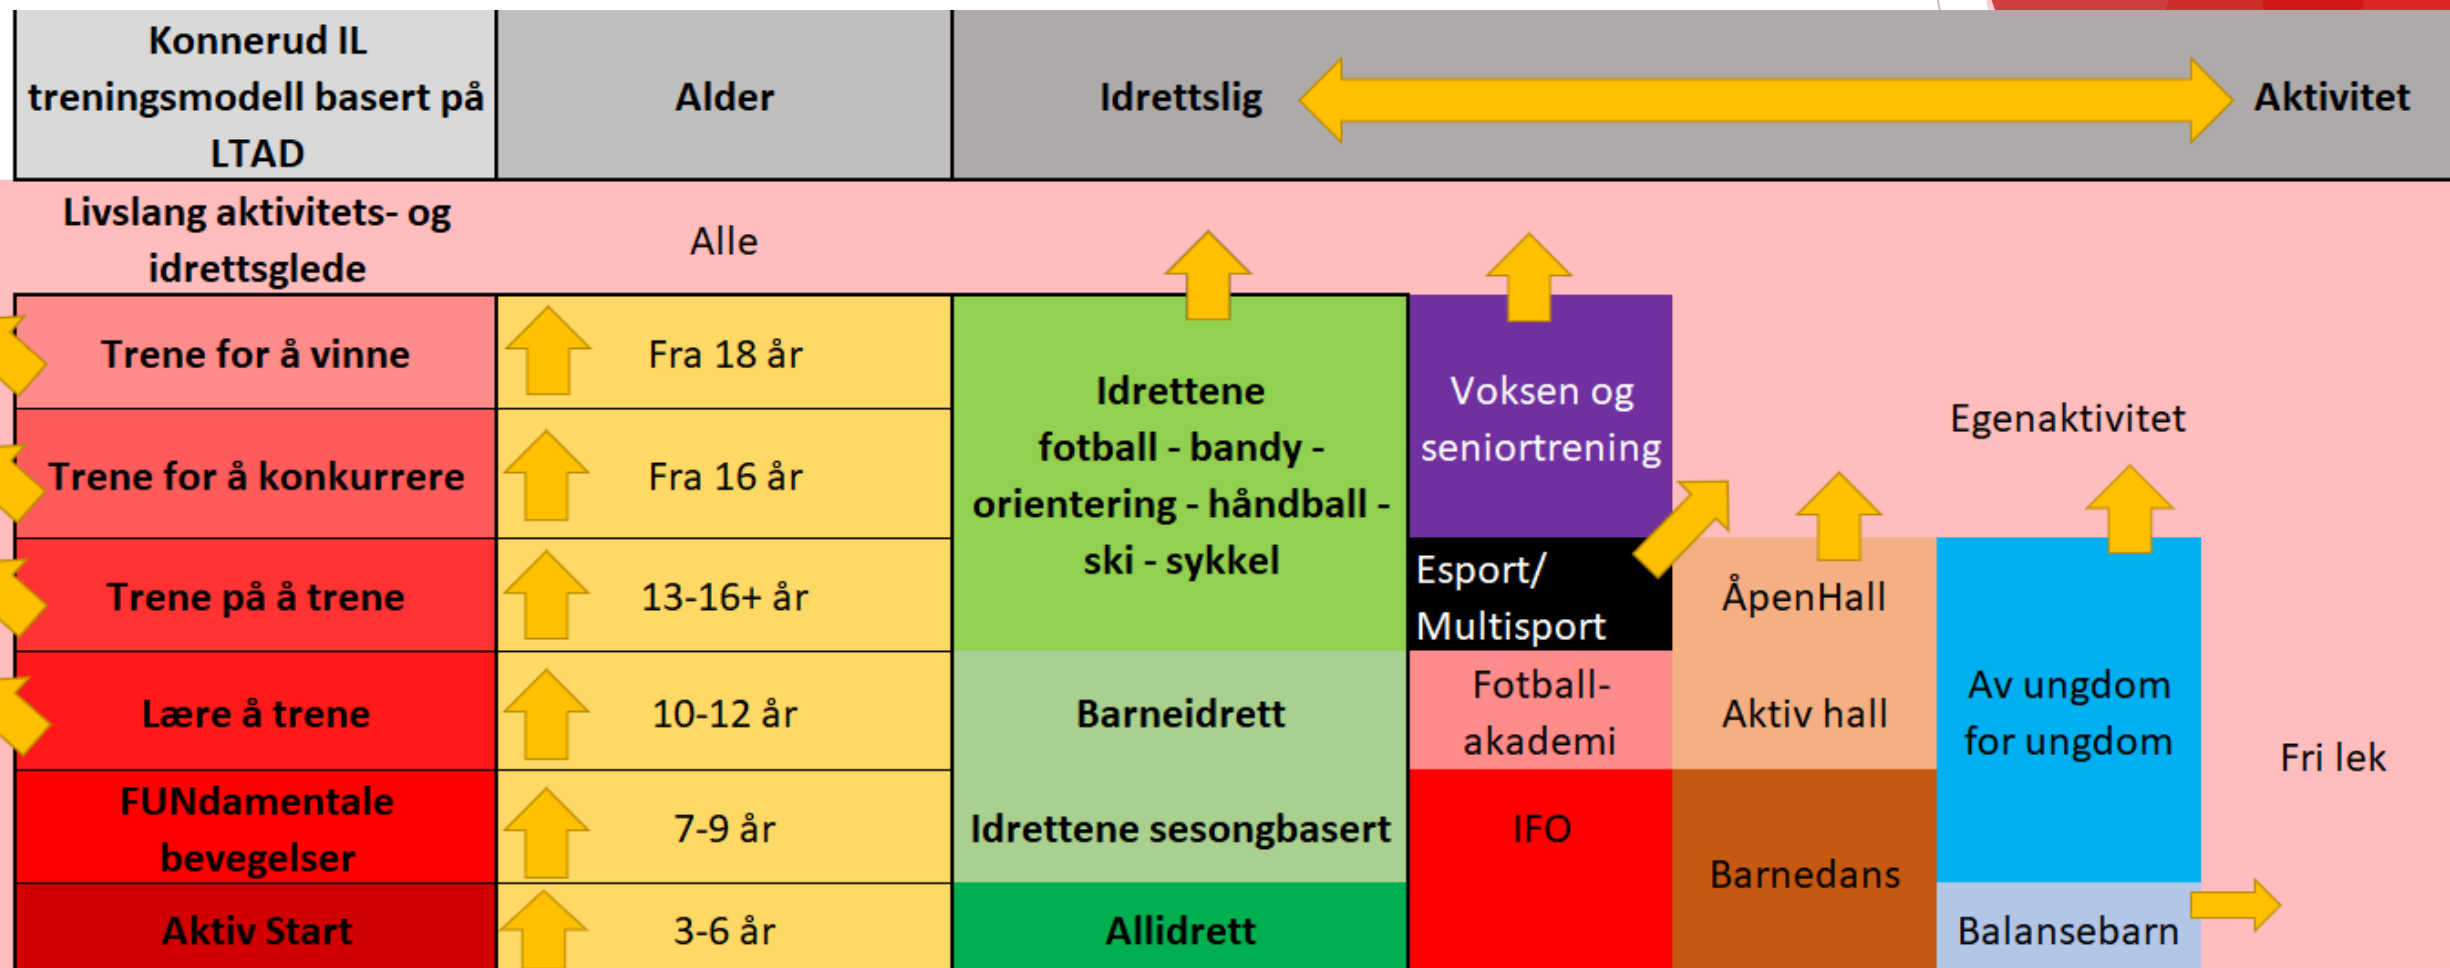 Konnerud IL
treningsmodell basert på
LTAD
Alder
Idrettslig
Aktivitet
Livslang aktivitets- og
idrettsglede
Alle
Trene for å vinne
Fra 18 år
Trene for å konkurrere
Fra 16 år
Trene på å trene
13-16+ år
Lære å trene
10-12 år
FUNdamentale
bevegelser
7-9 år
Aktiv Start
3-6 år
Idrettene
fotball - bandy -
orientering - håndball -
ski - sykkel
Barneidrett
Idrettene sesongbasert
Allidrett
Voksen og
seniortrening
Esport/
Multisport
Fotball-
akademi
IFO
ÅpenHall
Aktiv hall
Barnedans
Egenaktivitet
Av ungdom
for ungdom
Balansebarn
Fri lek